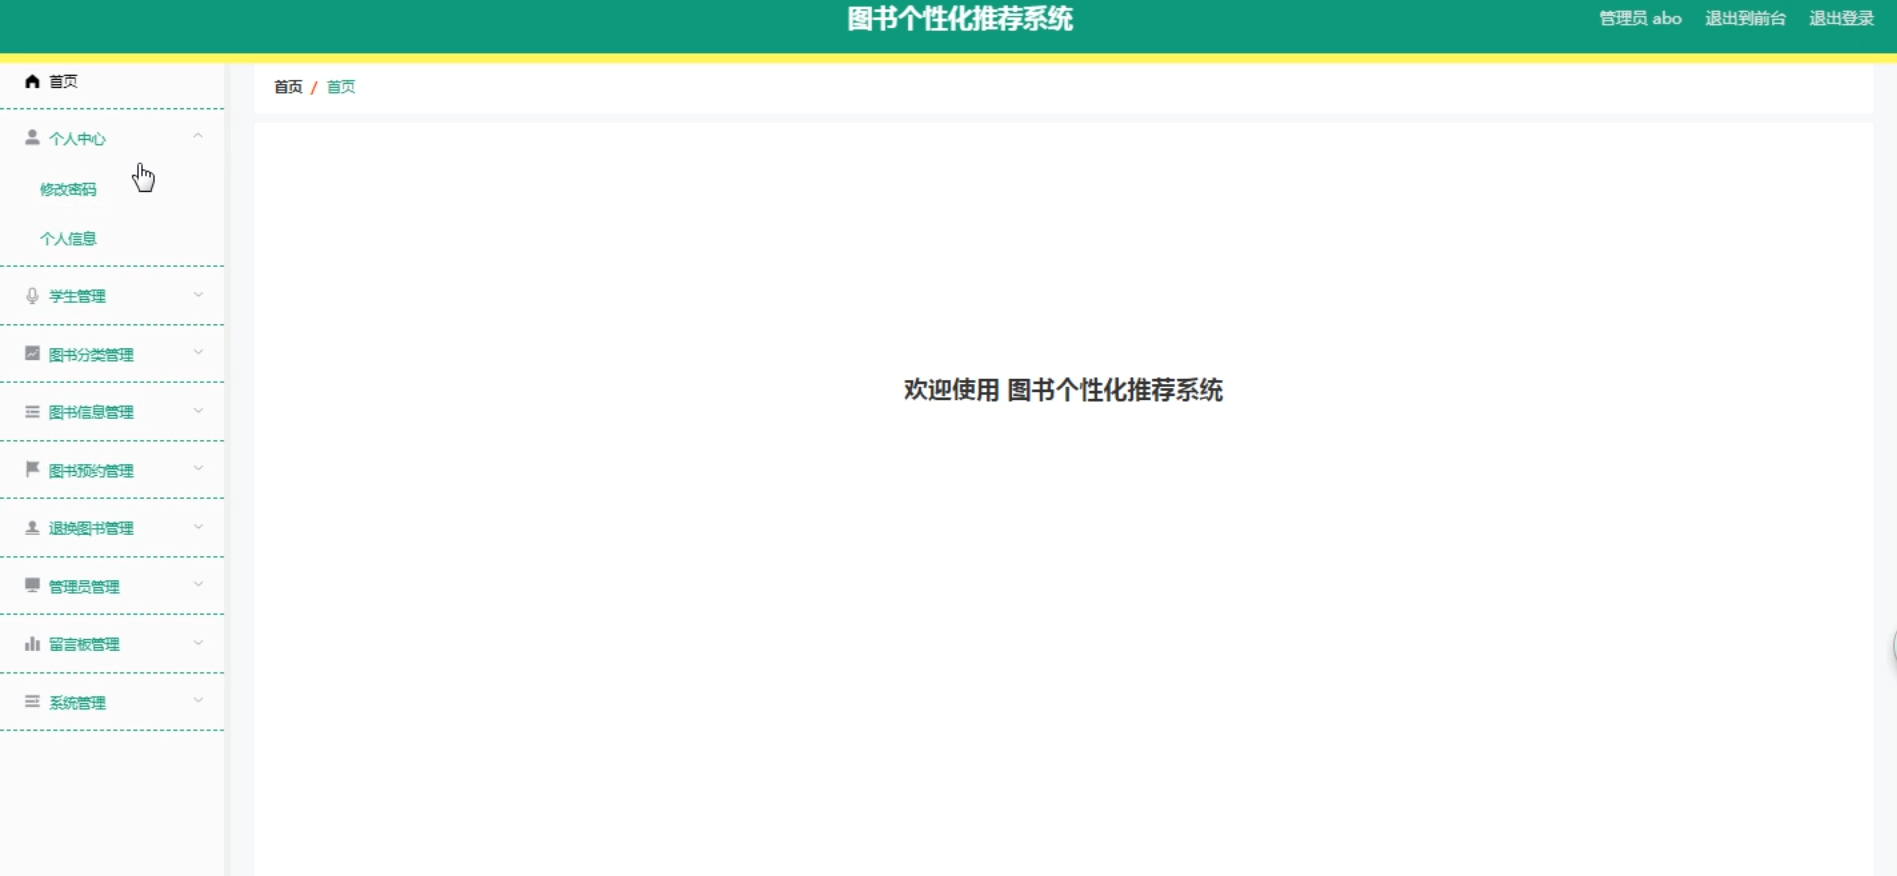 图书个性化推荐系统
管理员 abo 退出到前台 退出登录
首页
首页 / 首页
个人中心
修改密码
个人信息
学生管理
图书分类管理
图书信息管理
图书预约管理
退换图书管理
管理员管理
留言板管理
系统管理
欢迎使用 图书个性化推荐系统